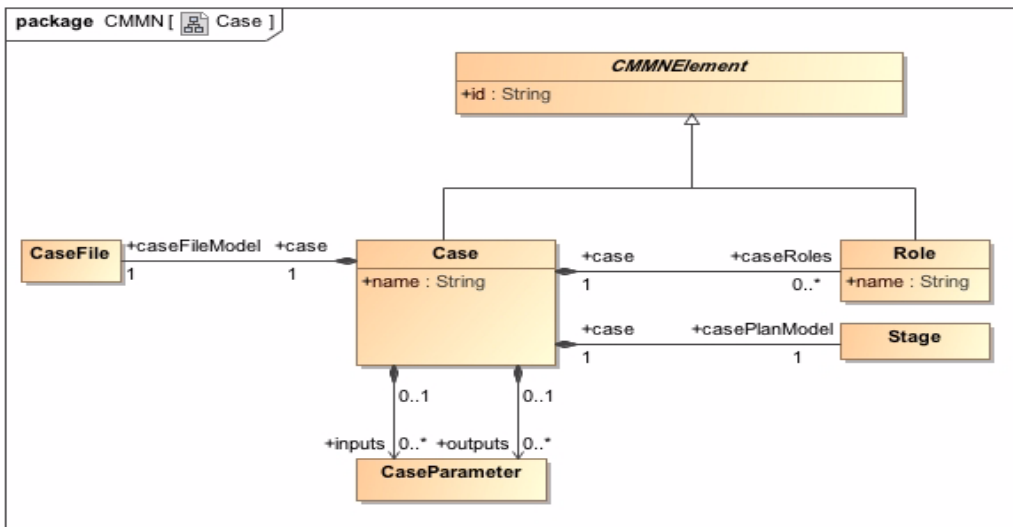 package CMMN [ Case ]
CMMNElement
+id : String
CaseFile
+caseFileModel
+case
1
1
Case
+name : String
+case
+caseRoles
1
0..*
Role
+name : String
+case
+casePlanModel
1
1
Stage
0..1
0..1
+inputs
0..*
+outputs
0..*
CaseParameter